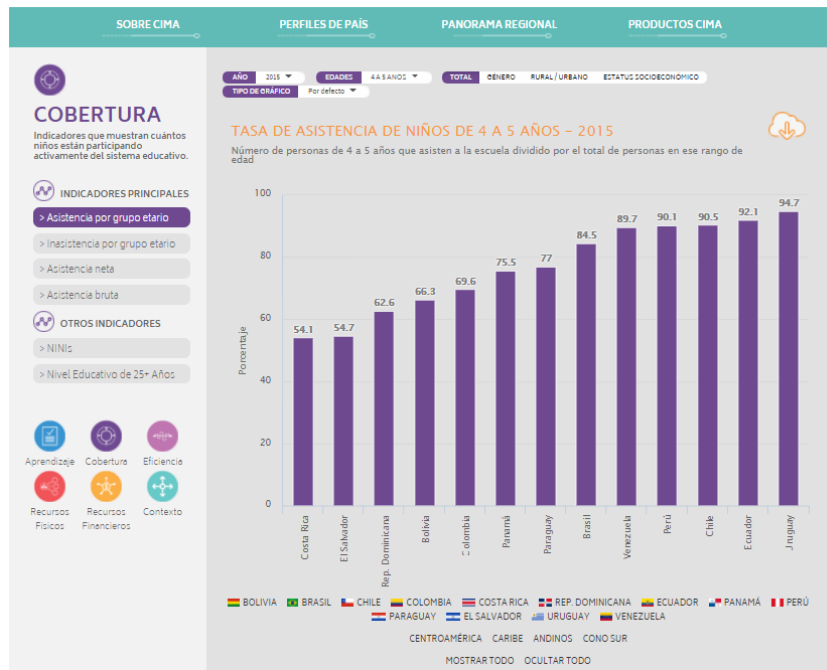 SOBRE CIMA
PERFILES DE PAÍS
PANORAMA REGIONAL
PRODUCTOS CIMA
COBERTURA
Indicadores que muestran cuántos
niños están participando
activamente del sistema educativo.
INDICADORES PRINCIPALES
> Asistencia por grupo etario
> Inasistencia por grupo etario
> Asistencia neta
> Asistencia bruta
OTROS INDICADORES
> NINIs
> Nivel Educativo de 25+ Años
Aprendizaje Cobertura Eficiencia
Recursos Físicos
Recursos Financieros
Contexto
AÑO 2015 EDADES 4 A 5 ANOS TOTAL GÉNERO RURAL / URBANO ESTATUS SOCIOECONOMICO
TIPO DE GRÁFICO Por defecto
TASA DE ASISTENCIA DE NIÑOS DE 4 A 5 AÑOS – 2015
Número de personas de 4 a 5 años que asisten a la escuela dividido por el total de personas en ese rango de
edad
Porcentaje
100
80
60
40
20
0
54.1
54.7
62.6
66.3
69.6
75.5
77
84.5
89.7
90.1
90.5
92.1
94.7
Costa Rica
El Salvador
Rep. Dominicana
Bolivia
Colombia
Panamá
Paraguay
Brasil
Venezuela
Perú
Chile
Ecuador
Uruguay
BOLIVIA BRASIL CHILE COLOMBIA COSTA RICA REP. DOMINICANA ECUADOR PANAMÁ PERÚ
PARAGUAY EL SALVADOR URUGUAY VENEZUELA
CENTROAMÉRICA CARIBE ANDINOS CONO SUR
MOSTRAR TODO OCULTAR TODO